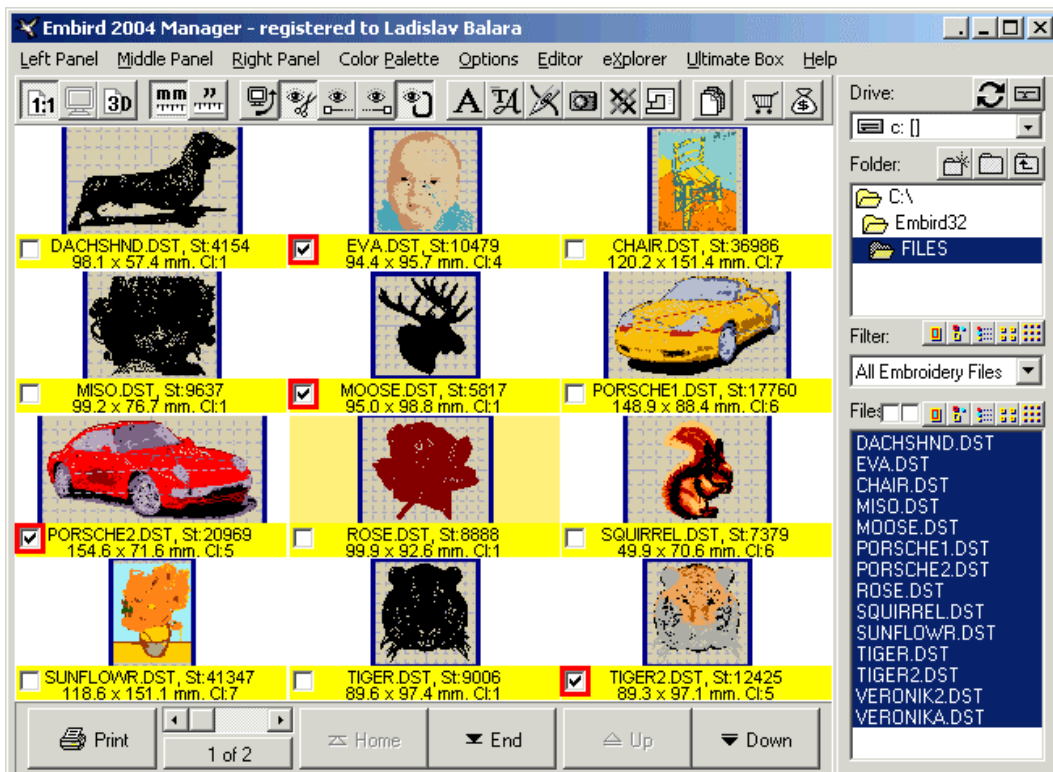 Embird 2004 Manager - registered to Ladislav Balara
Left Panel Middle Panel Right Panel Color Palette Options Editor eXplorer Ultimate Box Help
1:1 3D mm " A
Drive:
c: []
Folder:
C:\
Embird32
FILES
Filter:
All Embroidery Files
Files
DACHSHND.DST
EVA.DST
CHAIR.DST
MISO.DST
MOOSE.DST
PORSCHE1.DST
PORSCHE2.DST
ROSE.DST
SQUIRREL.DST
SUNFLOWR.DST
TIGER.DST
TIGER2.DST
VERONIK2.DST
VERONIKA.DST
DACHSHND.DST, St:4154
98.1 x 57.4 mm. Cl:1
EVA.DST, St:10479
94.4 x 95.7 mm. Cl:4
CHAIR.DST, St:36986
120.2 x 151.4 mm. Cl:7
MISO.DST, St:9637
99.2 x 76.7 mm. Cl:1
MOOSE.DST, St:5817
95.0 x 98.8 mm. Cl:1
PORSCHE1.DST, St:17760
148.9 x 88.4 mm. Cl:6
PORSCHE2.DST, St:20969
154.6 x 71.6 mm. Cl:5
ROSE.DST, St:8888
99.9 x 92.6 mm. Cl:1
SQUIRREL.DST, St:7379
49.9 x 70.6 mm. Cl:6
SUNFLOWR.DST, St:41347
118.6 x 151.1 mm. Cl:7
TIGER.DST, St:9006
89.6 x 97.4 mm. Cl:1
TIGER2.DST, St:12425
89.3 x 97.1 mm. Cl:5
Print
1 of 2
Home
End
Up
Down